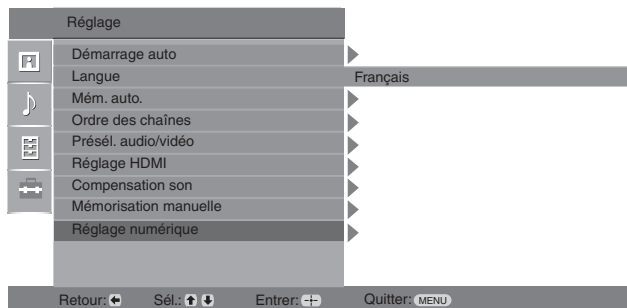 Réglage
Démarrage auto
Langue Français
Mém. auto.
Ordre des chaînes
Présél. audio/vidéo
Réglage HDMI
Compensation son
Mémorisation manuelle
Réglage numérique
Retour: Sél.: Entrer: Quitter: MENU